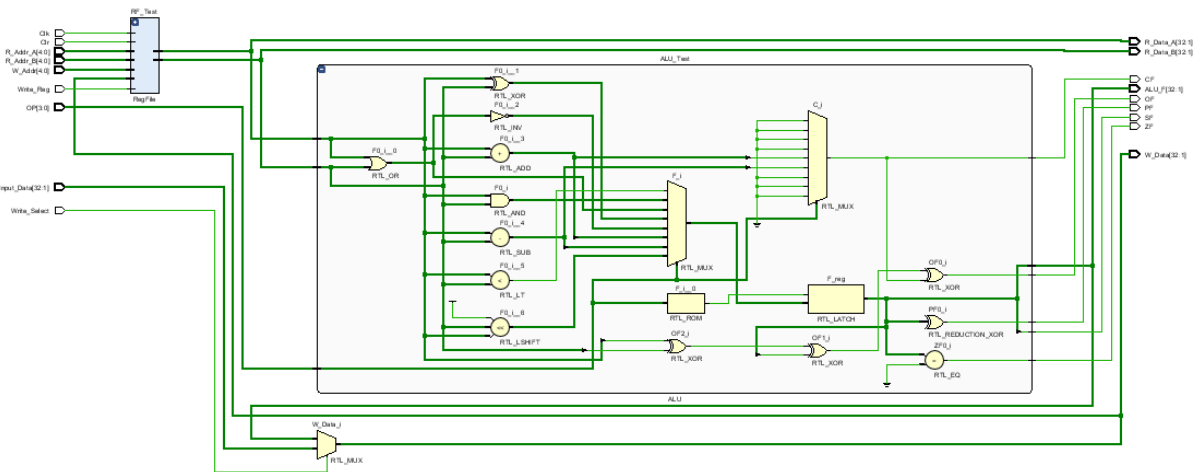 RF_Test
Clk
Clr
R_Addr_A[4:0]
R_Addr_B[4:0]
W_Addr[4:0]
Write_Reg
OP[3:0]
RegFile
Input_Data[32:1]
Write_Select
R_Data_A[32:1]
R_Data_B[32:1]
CF
ALU_F[32:1]
OF
PF
SF
ZF
W_Data[32:1]
ALU_Test
F0_i__1
RTL_XOR
F0_i__2
RTL_INV
F0_i__3
RTL_ADD
F0_i__0
RTL_OR
F0_i
RTL_AND
F0_i__4
RTL_SUB
F0_i__5
RTL_LT
F0_i__6
RTL_LSHIFT
+
-
<
<<
F_i
RTL_MUX
C_i
RTL_MUX
F_i__0
RTL_ROM
F_reg
RTL_LATCH
OF2_i
RTL_XOR
OF1_i
RTL_XOR
OF0_i
RTL_XOR
PF0_i
RTL_REDUCTION_XOR
ZF0_i
=
RTL_EQ
ALU
W_Data_i
RTL_MUX